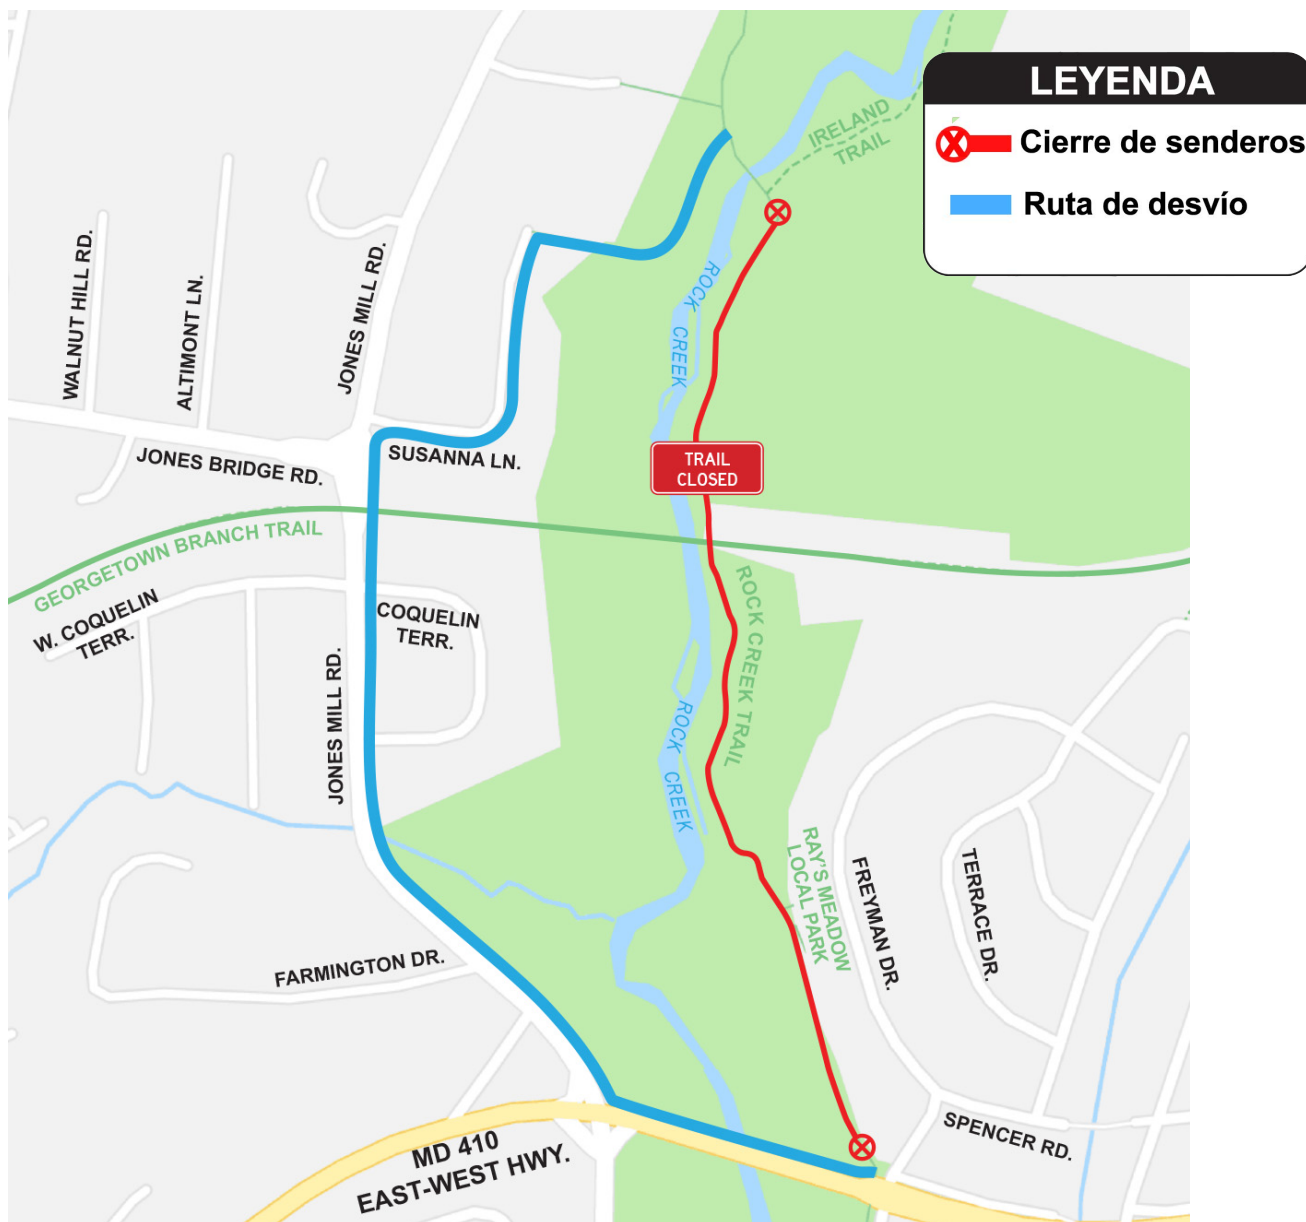 LEYENDA
Cierre de senderos
Ruta de desvío
IRELAND
TRAIL
WALNUT HILL RD.
ALTIMONT LN.
JONES MILL RD.
ROCK
CREEK
JONES BRIDGE RD.
SUSANNA LN.
TRAIL
CLOSED
GEORGETOWN BRANCH TRAIL
W. COQUELIN
TERR.
COQUELIN
TERR.
ROCK CREEK TRAIL
JONES MILL RD.
ROCK
CREEK
RAY'S MEADOW
LOCAL PARK
FREYMAN DR.
TERRACE DR.
FARMINGTON DR.
SPENCER RD.
MD 410
EAST-WEST HWY.